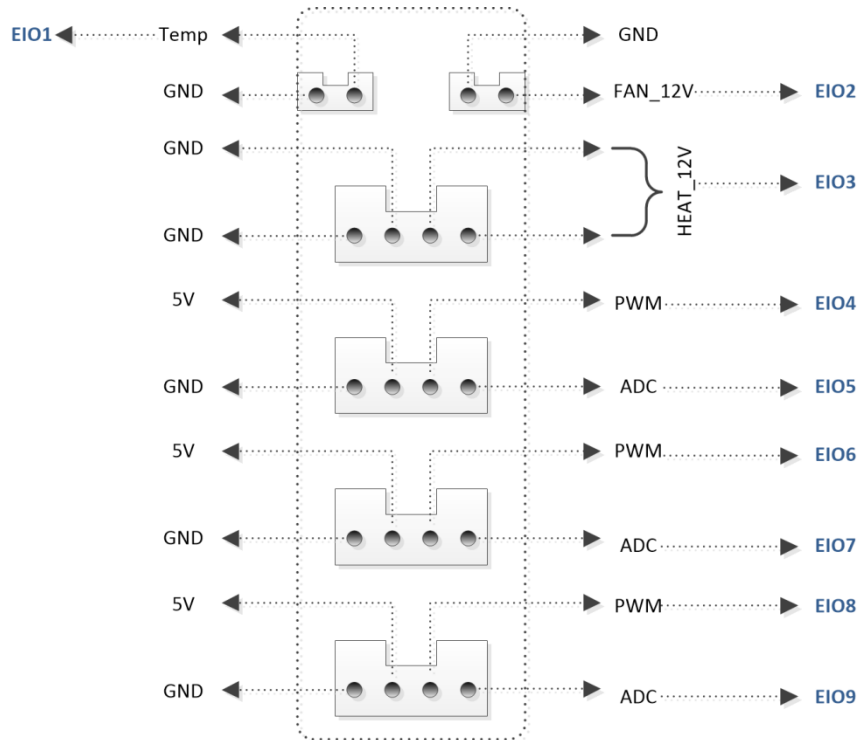 EIO1 Temp GND
GND FAN_12V EIO2
GND
HEAT_12V EIO3
GND
5V PWM EIO4
GND ADC EIO5
5V PWM EIO6
GND ADC EIO7
5V PWM EIO8
GND ADC EIO9